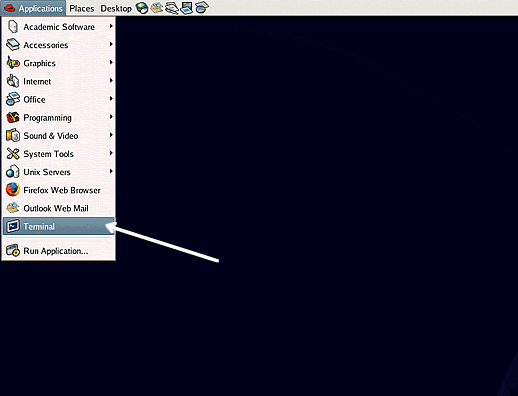 Applications Places Desktop
Academic Software
Accessories
Graphics
Internet
Office
Programming
Sound & Video
System Tools
Unix Servers
Firefox Web Browser
Outlook Web Mail
Terminal
Run Application...